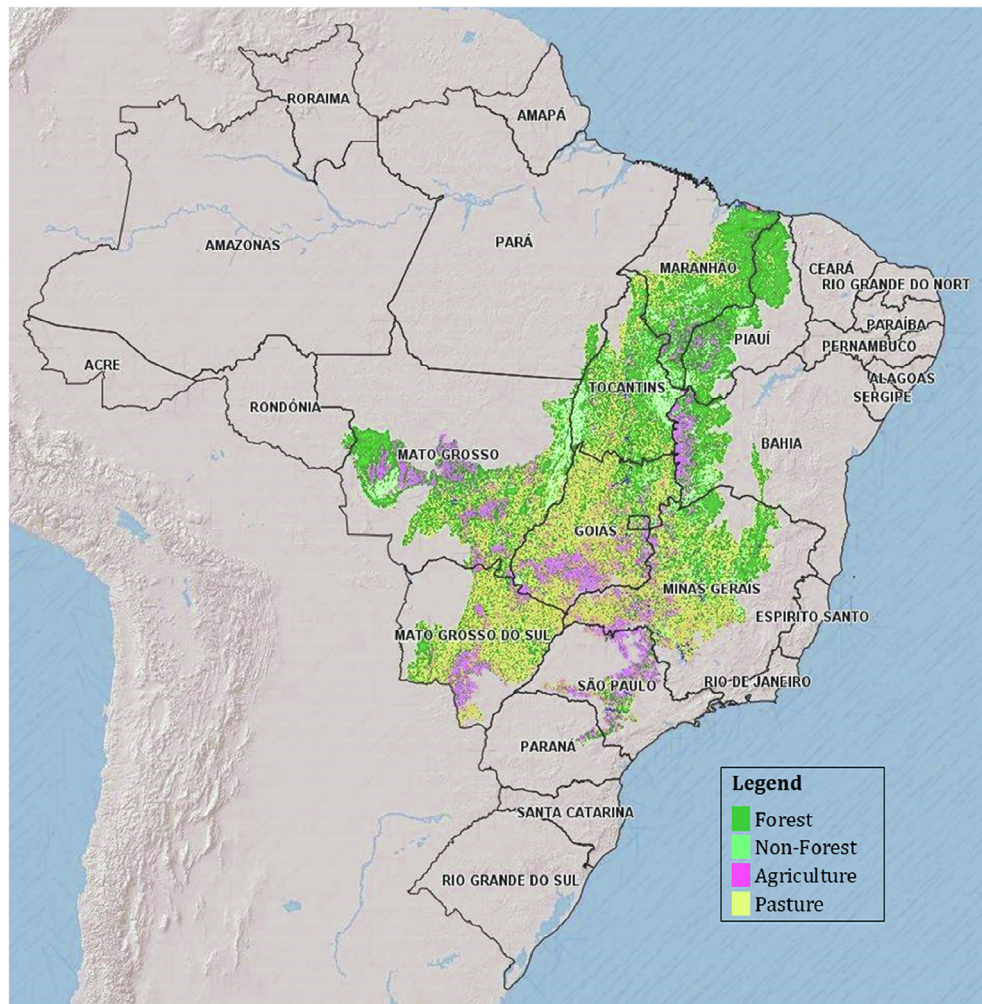 RORAIMA
AMAPÁ
AMAZONAS
PARÁ
MARANHÃO
CEARÁ
RIO GRANDE DO NORT
PARAÍBA
PIAUÍ
PERNAMBUCO
ACRE
TOCANTINS
ALAGOAS
SERGIPE
RONDÔNIA
BAHIA
MATO GROSSO
GOIÁS
MINAS GERAIS
ESPIRITO SANTO
MATO GROSSO DO SUL
RIO DE JANEIRO
SÃO PAULO
PARANÁ
SANTA CATARINA
RIO GRANDE DO SUL
Legend
Forest
Non-Forest
Agriculture
Pasture